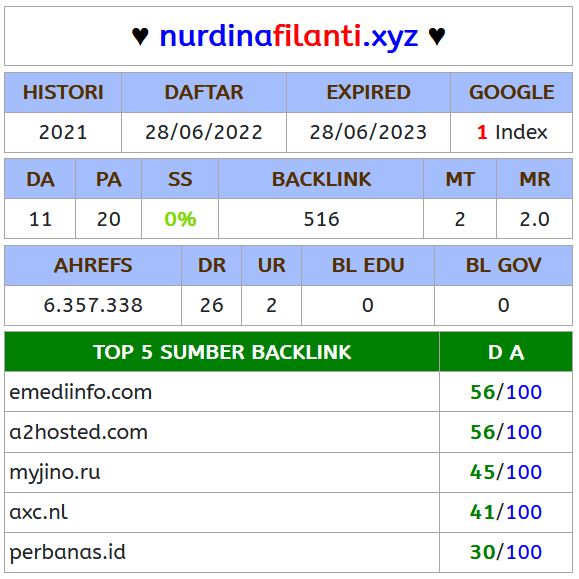 ♥ nurdinafilanti.xyz ♥
HISTORI DAFTAR EXPIRED GOOGLE
2021 28/06/2022 28/06/2023 1 Index
DA PA SS BACKLINK MT MR
11 20 0% 516 2 2.0
AHREFS DR UR BL EDU BL GOV
6.357.338 26 2 0 0
TOP 5 SUMBER BACKLINK D A
emediinfo.com 56/100
a2hosted.com 56/100
myjino.ru 45/100
axc.nl 41/100
perbanas.id 30/100